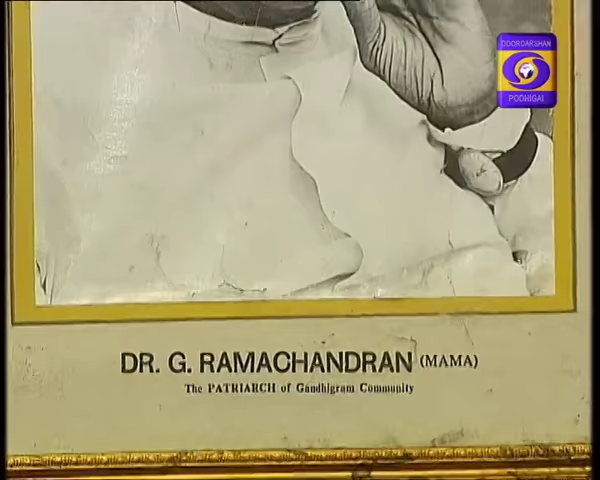 DOORDARSHAN
PODHIGAI
DR. G. RAMACHANDRAN (MAMA)
The PATRIARCH of Gandhigram Community